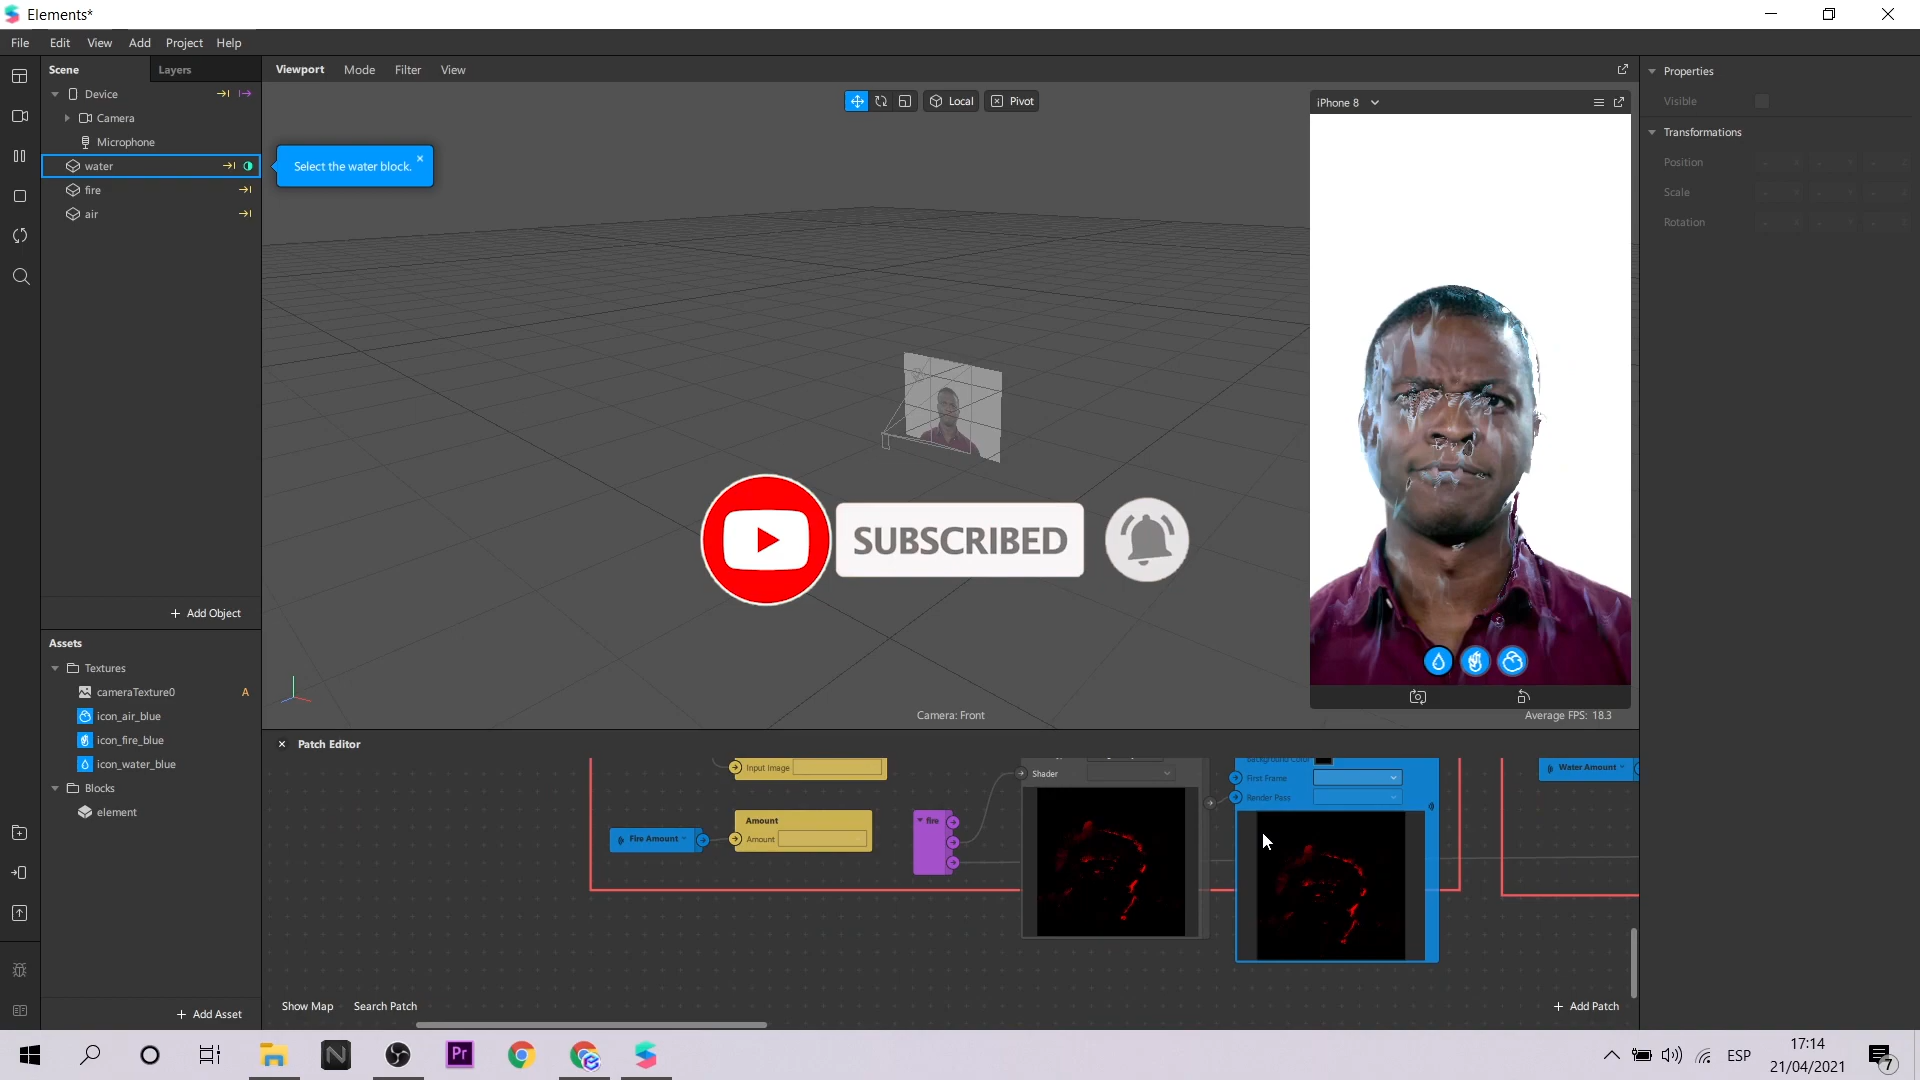 Elements*
File Edit View Add Project Help
Scene Layers
Device
Camera
Microphone
water
fire
air
Add Object
Assets
Textures
cameraTexture0 A
icon_air_blue
icon_fire_blue
icon_water_blue
Blocks
element
Add Asset
Viewport Mode Filter View
Local Pivot
Select the water block.
SUBSCRIBED
Camera: Front
iPhone 8
Average FPS: 18.3
Properties
Visible
Transformations
Position
Scale
Rotation
Patch Editor
Input Image
Fire Amount
Amount
Amount
fire
Shader
Background Color
First Frame
Render Pass
Water Amount
Show Map Search Patch
Add Patch
N
Pr
ESP
17:14
21/04/2021
7